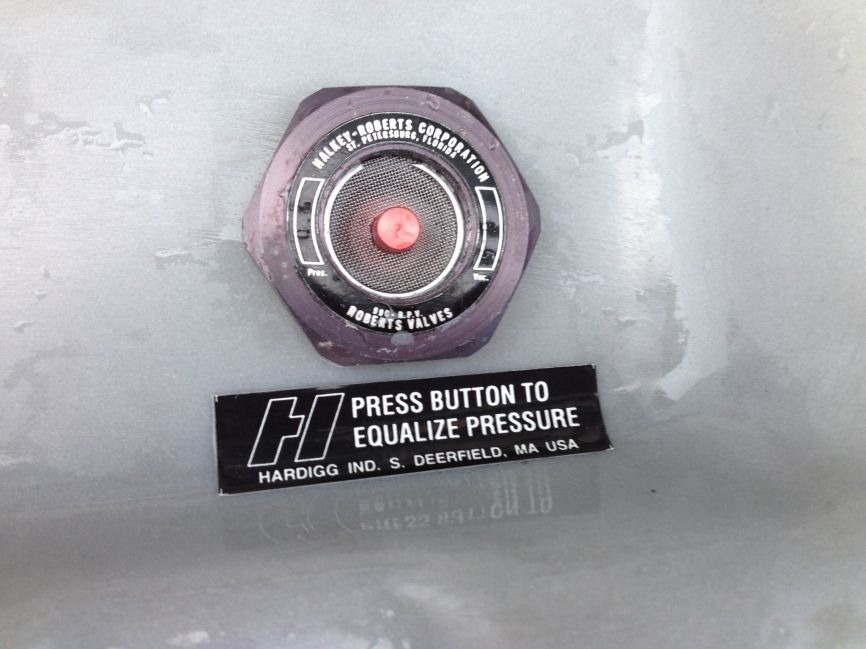 HALKEY-ROBERTS CORPORATION
ST. PETERSBURG, FLORIDA
Pres.
Vac.
990-R.P.V.
ROBERTS VALVES
PRESS BUTTON TO
EQUALIZE PRESSURE
HARDIGG IND. S. DEERFIELD, MA USA